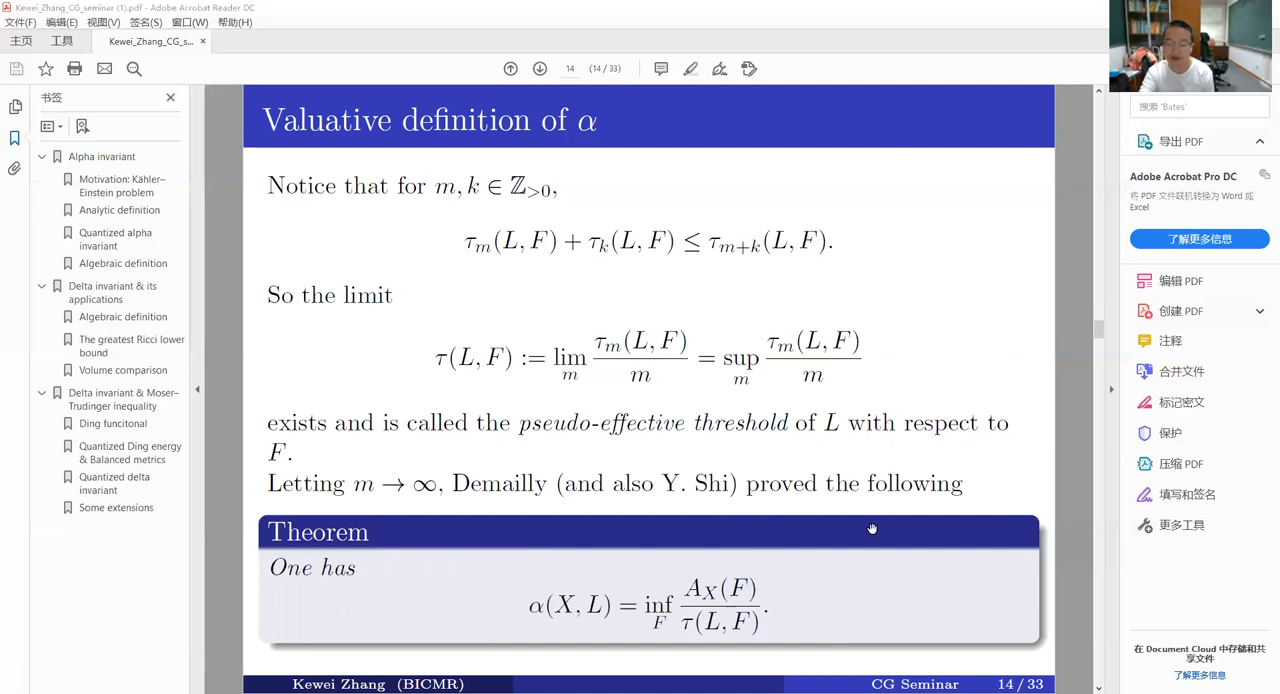 Kewei_Zhang_CG_seminar (1).pdf - Adobe Acrobat Reader DC
文件(F) 编辑(E) 视图(V) 签名(S) 窗口(W) 帮助(H)
主页 工具 Kewei_Zhang_CG_s... ×
14 (14 / 33)
书签
Alpha invariant
Motivation: Kähler–
Einstein problem
Analytic definition
Quantized alpha
invariant
Algebraic definition
Delta invariant & its
applications
Algebraic definition
The greatest Ricci lower
bound
Volume comparison
Delta invariant & Moser–
Trudinger inequality
Ding funcitonal
Quantized Ding energy
& Balanced metrics
Quantized delta
invariant
Some extensions
Valuative definition of α
Notice that for m, k ∈ ℤ>0,
τm(L, F) + τk(L, F) ≤ τm+k(L, F).
So the limit
τ(L, F) := lim_m τm(L, F)/m = sup_m τm(L, F)/m
exists and is called the pseudo-effective threshold of L with respect to
F.
Letting m → ∞, Demailly (and also Y. Shi) proved the following
Theorem
One has
α(X, L) = inf_F A_X(F)/τ(L, F).
Kewei Zhang (BICMR) CG Seminar 14 / 33
搜索 'Bates'
导出 PDF
Adobe Acrobat Pro DC
将 PDF 文件联机转换为 Word 或
Excel
了解更多信息
编辑 PDF
创建 PDF
注释
合并文件
标记密文
保护
压缩 PDF
填写和签名
更多工具
在 Document Cloud 中存储和共
享文件
了解更多信息